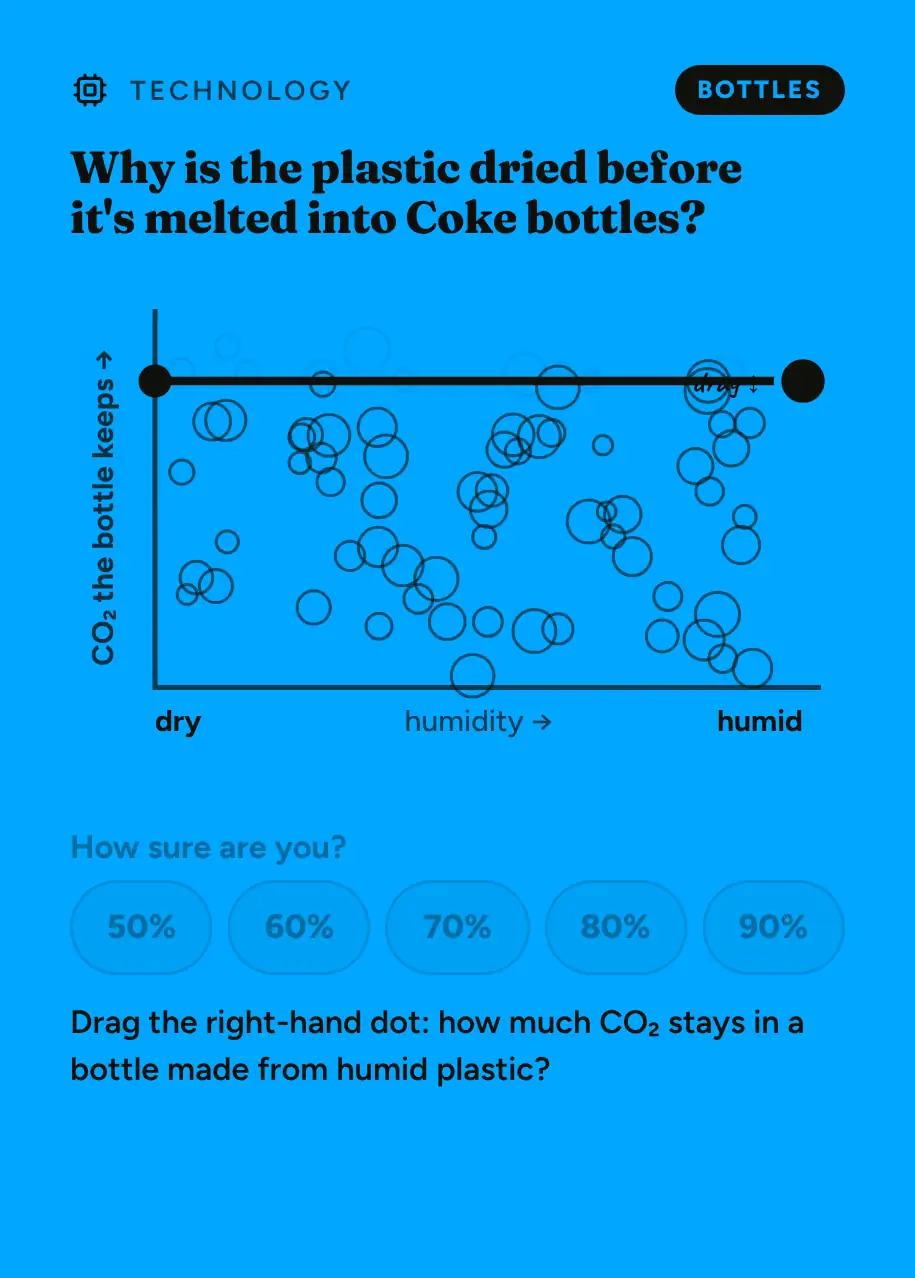 TECHNOLOGY
BOTTLES
Why is the plastic dried before
it's melted into Coke bottles?
CO₂ the bottle keeps →
drag ↕
dry
humidity →
humid
How sure are you?
50%
60%
70%
80%
90%
Drag the right-hand dot: how much CO₂ stays in a
bottle made from humid plastic?